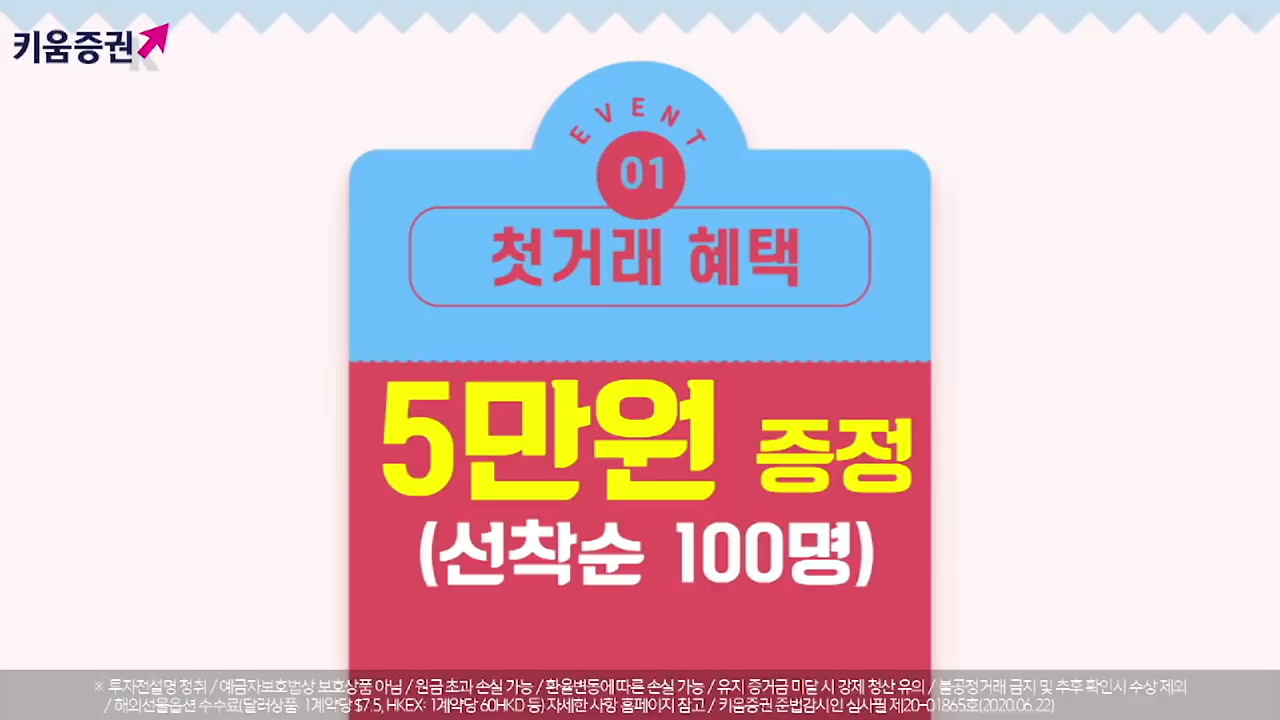 키움증권
EVENT
01
첫거래 혜택
5만원 증정
(선착순 100명)
※ 투자전설명 청취 / 예금자보호법상 보호상품 아님 / 원금 초과 손실 가능 / 환율변동에 따른 손실 가능 / 유지 증거금 미달 시 강제 청산 유의 / 불공정거래 금지 및 추후 확인시 수상 제외
/ 해외선물옵션 수수료(달러상품: 1계약당 $7.5, HKEX: 1계약당 60HKD 등) 자세한 사항 홈페이지 참고 / 키움증권 준법감시인 심사필 제20-01865호(2020.06.22)